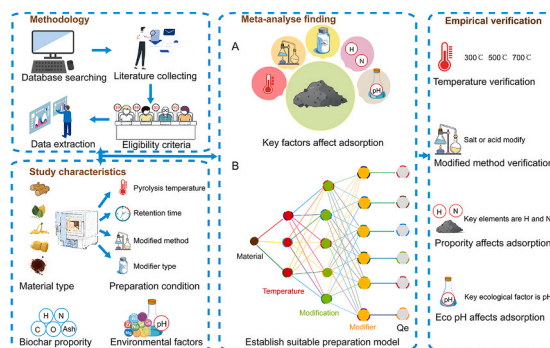 Methodology
Database searching
Literature collecting
Data extraction
Eligibility criteria
Study characteristics
Pyrolysis temperature
Retention time
Modified method
Modifier type
Material type
Preparation condition
H
N
C
O
Ash
pH
Biochar propority
Environmental factors
Meta-analyse finding
A
H
N
pH
Key factors affect adsorption
B
Material
Temperature
Modification
Modifier
Qe
Establish suitable preparation model
Empirical verification
300℃ 500℃ 700℃
Temperature verification
Salt or acid modify
Modified method verification
H
N
Key elements are H and N
Propority affects adsorption
pH
Key ecological factor is pH
Eco pH affects adsorption